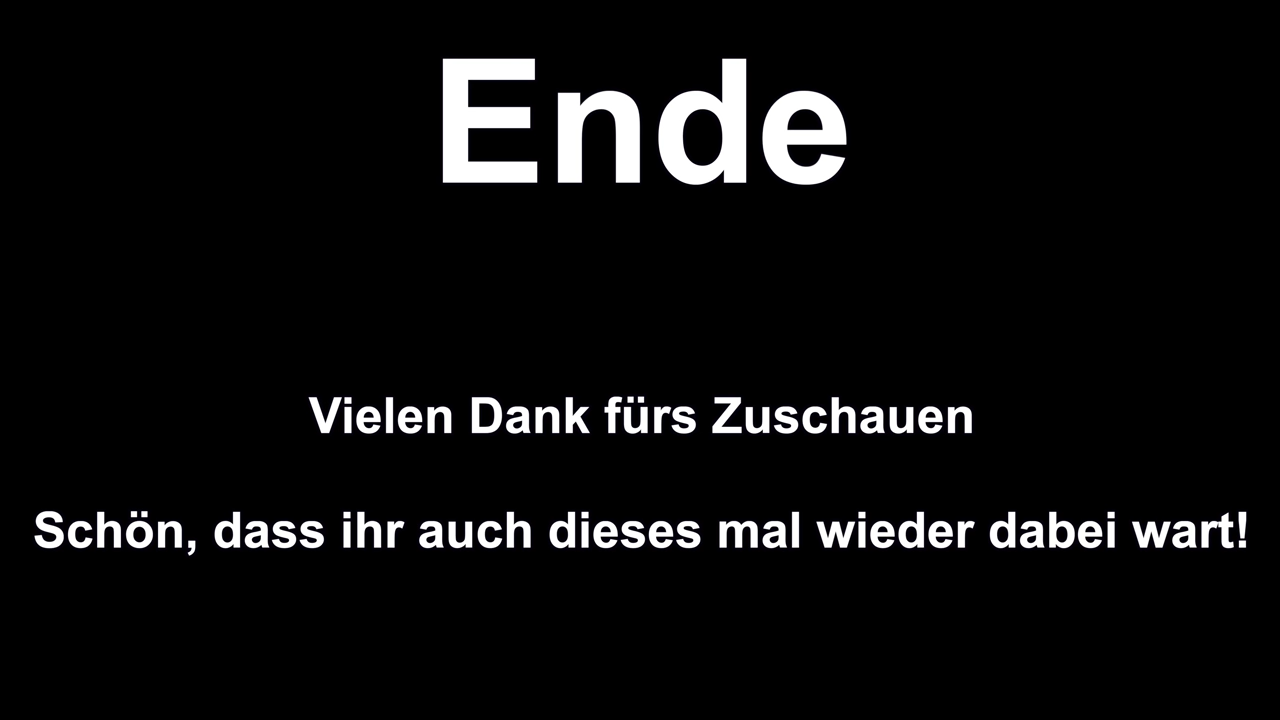 Ende
Vielen Dank fürs Zuschauen
Schön, dass ihr auch dieses mal wieder dabei wart!